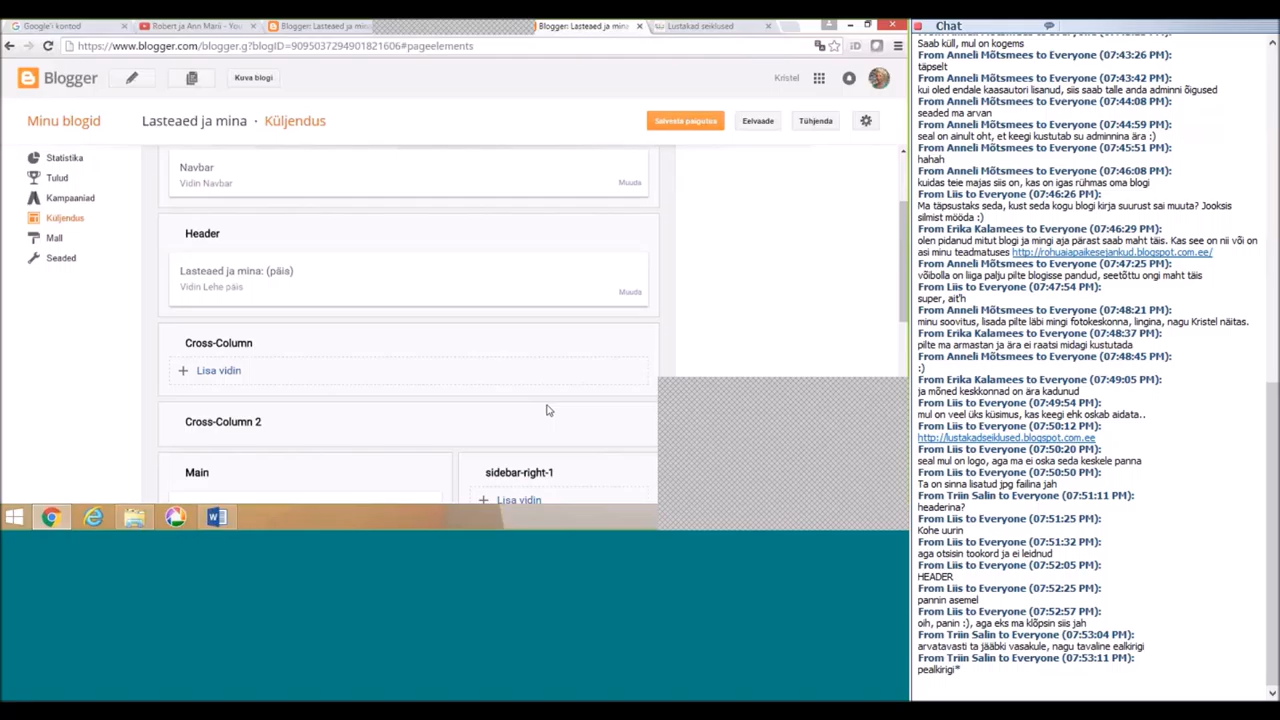 Google'i kontod
Robert ja Ann Marii - You
Blogger: Lasteaed ja mina
Blogger: Lasteaed ja mina
Lustakad seiklused
https://www.blogger.com/blogger.g?blogID=909503729491821706#pageelements
Blogger
Kuva blogi
Kristel
Minu blogid
Lasteaed ja mina · Küljendus
Salvesta paigutus
Eelvaade
Tühjenda
Statistika
Tulud
Kampaaniad
Küljendus
Mall
Seaded
Navbar
Vidin Navbar
Muuda
Header
Lasteaed ja mina: (päis)
Vidin Lehe päis
Muuda
Cross-Column
+ Lisa vidin
Cross-Column 2
Main
sidebar-right-1
+ Lisa vidin
Chat
Saab küll, mul on kogems
From Anneli Mõtsmees to Everyone (07:43:26 PM):
täpselt
From Anneli Mõtsmees to Everyone (07:43:42 PM):
kui oled endale kaasautori lisanud, siis saab talle anda adminni õigused
From Anneli Mõtsmees to Everyone (07:44:08 PM):
seaded ma arvan
From Anneli Mõtsmees to Everyone (07:44:59 PM):
seal on ainult oht, et keegi kustutab su adminnina ära :)
From Anneli Mõtsmees to Everyone (07:45:51 PM):
hahah
From Anneli Mõtsmees to Everyone (07:46:08 PM):
kuidas teie majas siis on, kas on igas rühmas oma blogi
From Liis to Everyone (07:46:26 PM):
Ma täpsustaks seda, kust seda kogu blogi kirja suurust sai muuta? Jooksis
silmist mööda :)
From Erika Kalamees to Everyone (07:46:29 PM):
olen pidanud mitut blogi ja mingi aja pärast saab maht täis. Kas see on nii või on
asi minu teadmatuses http://rohuaiapaikesejankud.blogspot.com.ee/
From Anneli Mõtsmees to Everyone (07:47:25 PM):
võibolla on liiga palju pilte blogisse pandud, seetõttu ongi maht täis
From Liis to Everyone (07:47:54 PM):
super, ait'h
From Anneli Mõtsmees to Everyone (07:48:21 PM):
minu soovitus, lisada pilte läbi mingi fotokeskonna, lingina, nagu Kristel näitas.
From Erika Kalamees to Everyone (07:48:37 PM):
pilte ma armastan ja ära ei raatsi midagi kustutada
From Anneli Mõtsmees to Everyone (07:48:45 PM):
:)
From Erika Kalamees to Everyone (07:49:05 PM):
ja mõned keskkonnad on ära kadunud
From Liis to Everyone (07:49:54 PM):
mul on veel üks küsimus, kas keegi ehk oskab aidata..
From Liis to Everyone (07:50:12 PM):
http://lustakadseiklused.blogspot.com.ee
From Liis to Everyone (07:50:20 PM):
seal mul on logo, aga ma ei oska seda keskele panna
From Liis to Everyone (07:50:50 PM):
Ta on sinna lisatud jpg failina jah
From Triin Salin to Everyone (07:51:11 PM):
headerina?
From Liis to Everyone (07:51:25 PM):
Kohe uurin
From Liis to Everyone (07:51:32 PM):
aga otsisin tookord ja ei leidnud
From Liis to Everyone (07:52:05 PM):
HEADER
From Liis to Everyone (07:52:25 PM):
pannin asemel
From Liis to Everyone (07:52:57 PM):
oih, panin :), aga eks ma klõpsin siis jah
From Triin Salin to Everyone (07:53:04 PM):
arvatavasti ta jääbki vasakule, nagu tavaline ealkirigi
From Triin Salin to Everyone (07:53:11 PM):
pealkirigi*